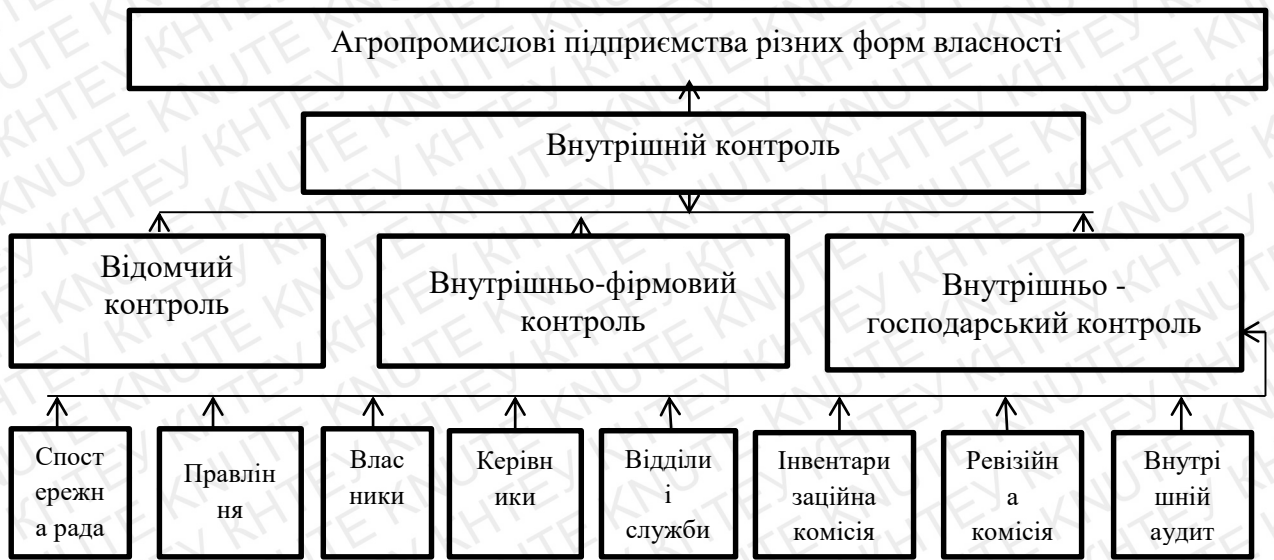 Агропромислові підприємства різних форм власності
Внутрішній контроль
Відомчий
контроль
Внутрішньо-фірмовий
контроль
Внутрішньо -
господарський контроль
Спост
ережн
а рада
Правлін
ня
Влас
ники
Керівн
ики
Відділи
і
служби
Інвентари
заційна
комісія
Ревізійн
а
комісія
Внутрі
шній
аудит